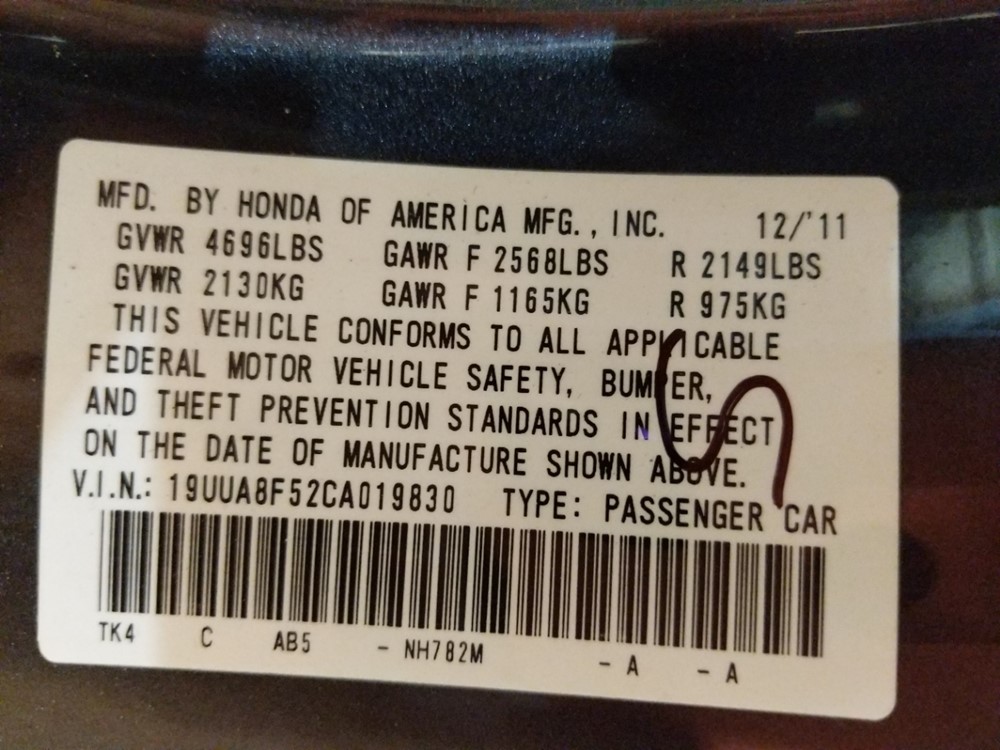 MFD. BY HONDA OF AMERICA MFG., INC. 12/'11
GVWR 4696LBS GAWR F 2568LBS R 2149LBS
GVWR 2130KG GAWR F 1165KG R 975KG
THIS VEHICLE CONFORMS TO ALL APPLICABLE
FEDERAL MOTOR VEHICLE SAFETY, BUMPER,
AND THEFT PREVENTION STANDARDS IN EFFECT
ON THE DATE OF MANUFACTURE SHOWN ABOVE.
V.I.N.: 19UUA8F52CA019830 TYPE: PASSENGER CAR
TK4 C AB5 - NH782M - A - A